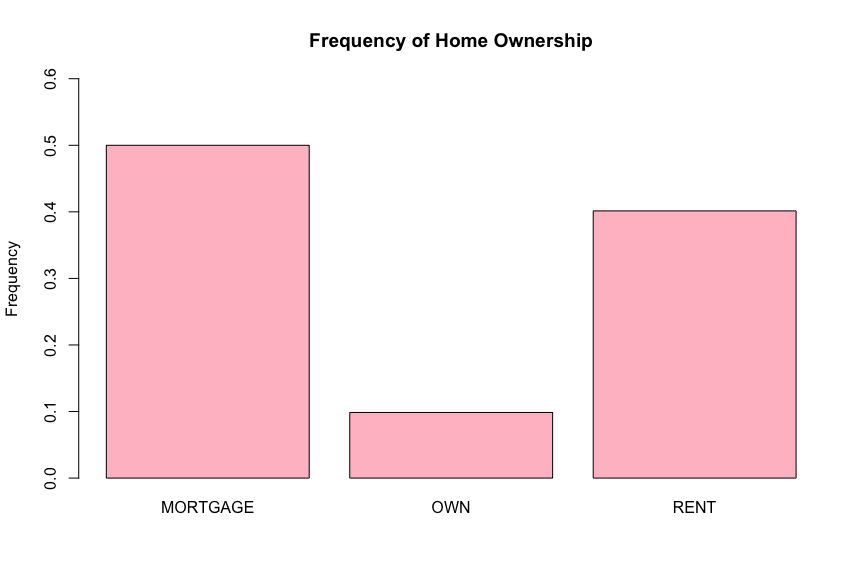 Frequency of Home Ownership
Frequency
0.6
0.5
0.4
0.3
0.2
0.1
0.0
MORTGAGE OWN RENT